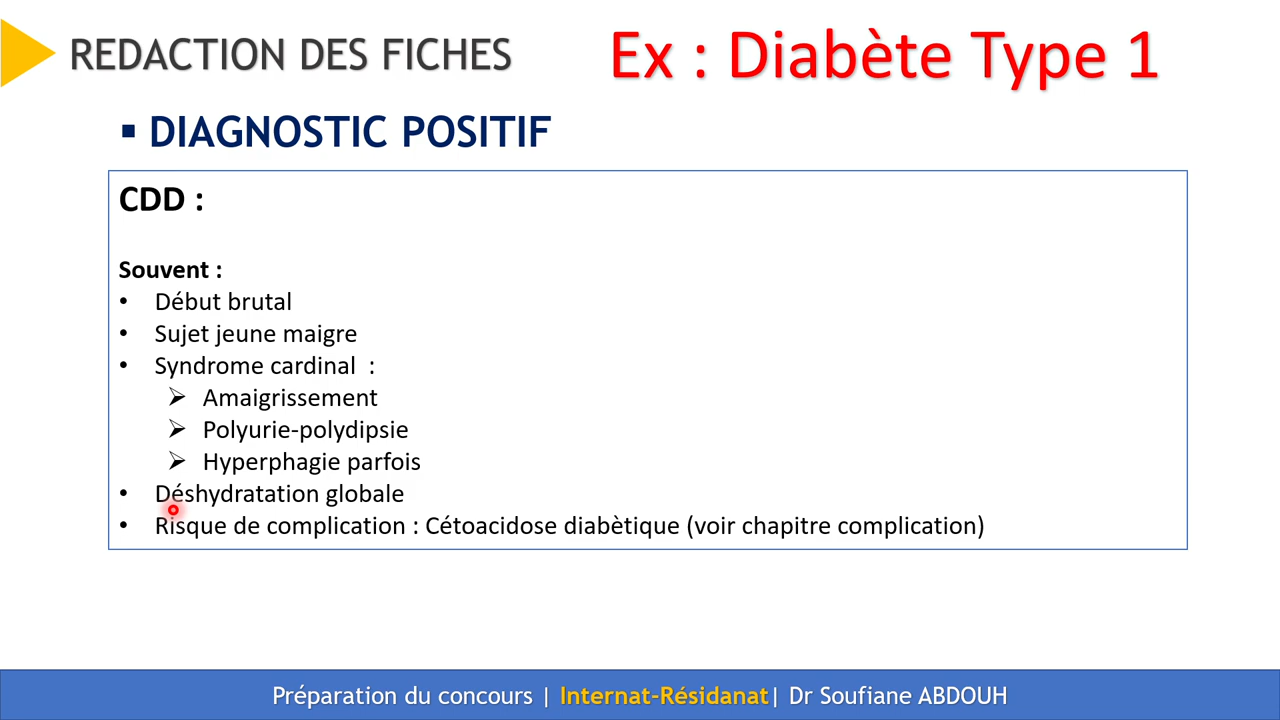 REDACTION DES FICHES
Ex : Diabète Type 1
▪ DIAGNOSTIC POSITIF
CDD :
Souvent :
• Début brutal
• Sujet jeune maigre
• Syndrome cardinal  :
➢ Amaigrissement
➢ Polyurie-polydipsie
➢ Hyperphagie parfois
• Déshydratation globale
• Risque de complication : Cétoacidose diabètique (voir chapitre complication)
Préparation du concours | Internat-Résidanat| Dr Soufiane ABDOUH